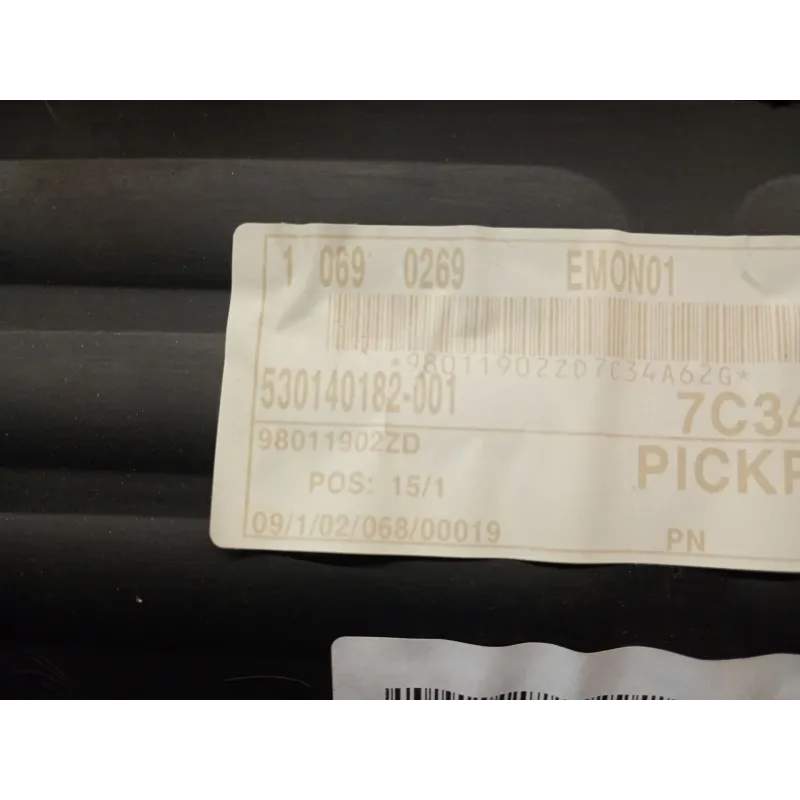 1 069 0269 EMON01
*98011902ZD7C34A62G*
530140182-001
7C34
98011902ZD
PICKP
POS: 15/1
09/1/02/068/00019
PN